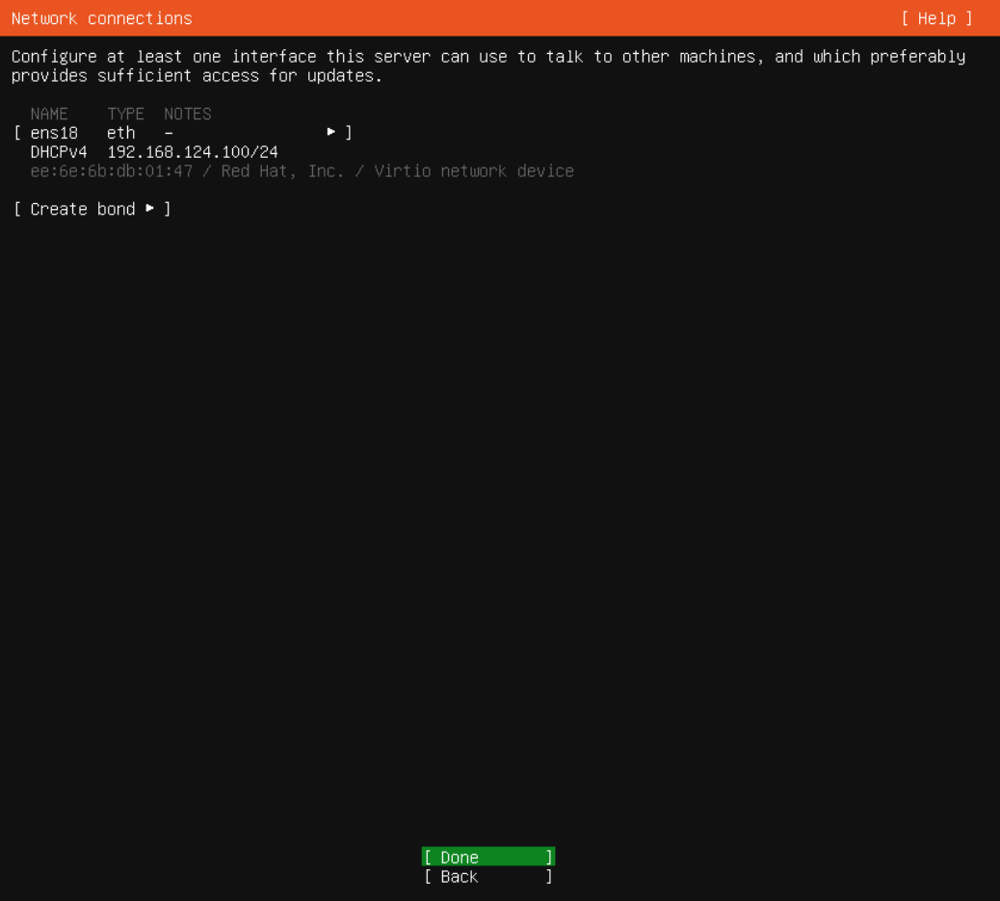 Network connections [ Help ]
Configure at least one interface this server can use to talk to other machines, and which preferably
provides sufficient access for updates.
NAME TYPE NOTES
[ ens18 eth – ▸ ]
DHCPv4 192.168.124.100/24
ee:6e:6b:db:01:47 / Red Hat, Inc. / Virtio network device
[ Create bond ▸ ]
[ Done ]
[ Back ]